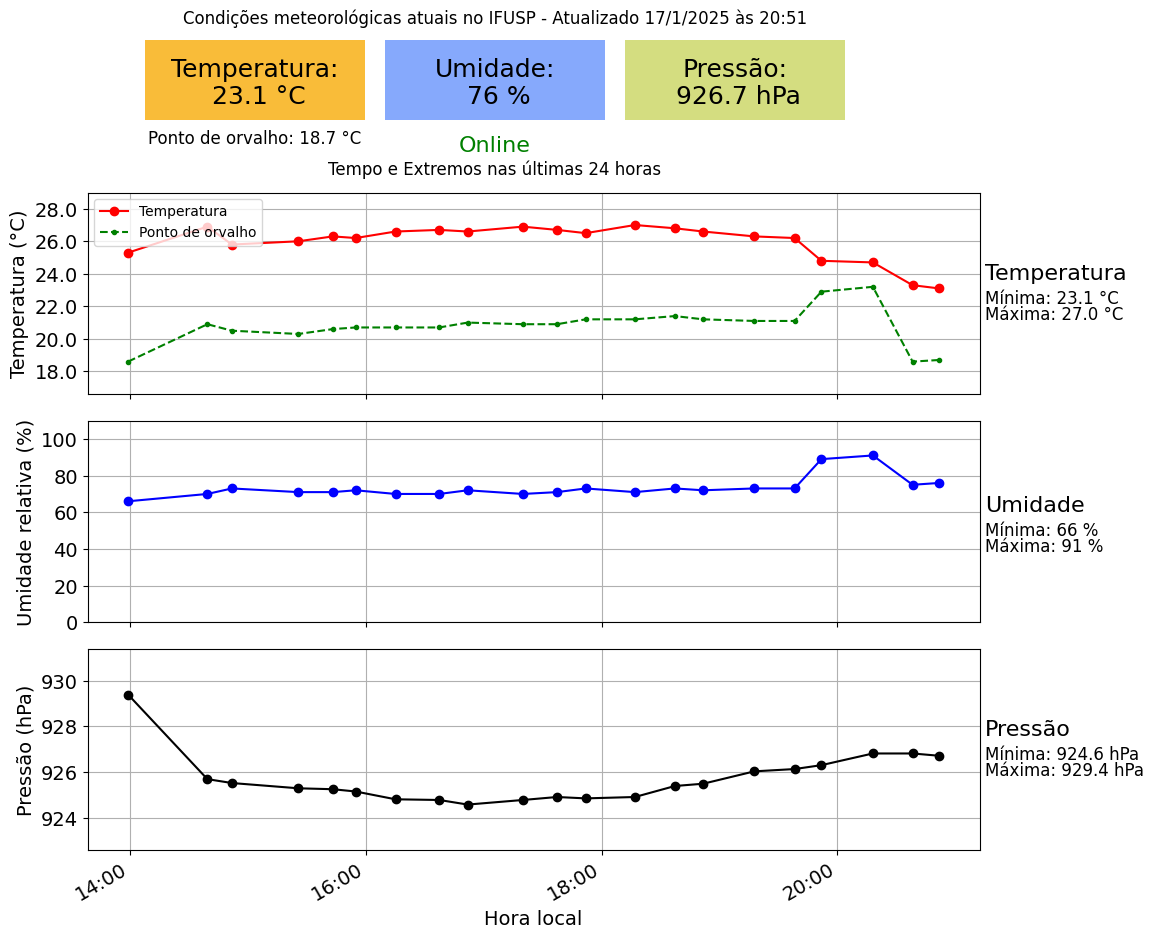 Condições meteorológicas atuais no IFUSP - Atualizado 17/1/2025 às 20:51
Temperatura:
23.1 °C
Umidade:
76 %
Pressão:
926.7 hPa
Ponto de orvalho: 18.7 °C
Online
Tempo e Extremos nas últimas 24 horas
Temperatura (°C)
28.0
26.0
24.0
22.0
20.0
18.0
Temperatura
Ponto de orvalho
Temperatura
Mínima: 23.1 °C
Máxima: 27.0 °C
Umidade relativa (%)
100
80
60
40
20
0
Umidade
Mínima: 66 %
Máxima: 91 %
Pressão (hPa)
930
928
926
924
Pressão
Mínima: 924.6 hPa
Máxima: 929.4 hPa
14:00
16:00
18:00
20:00
Hora local